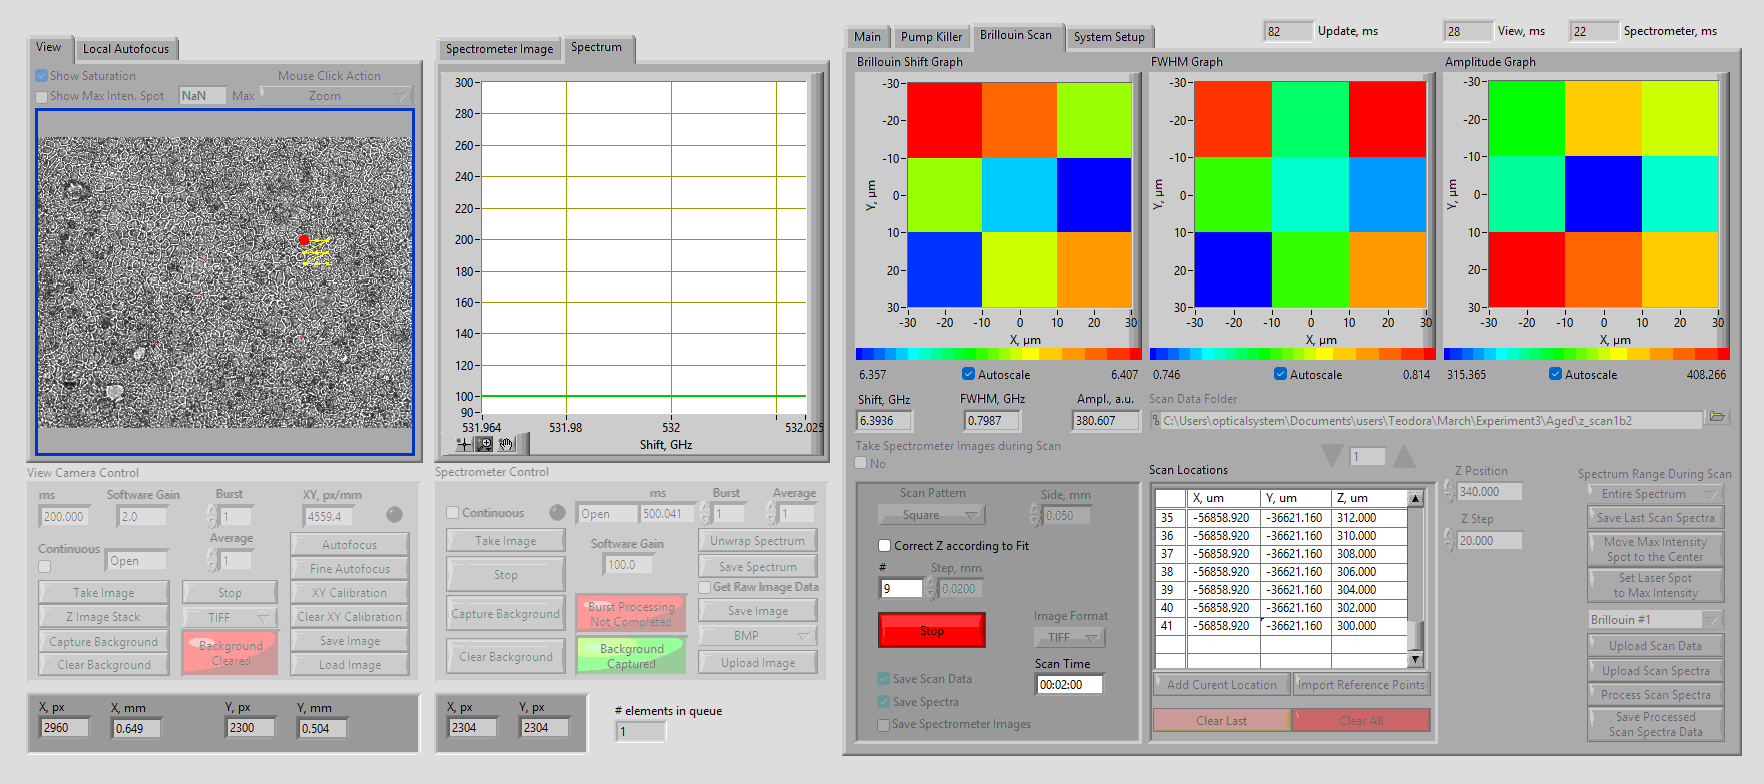 View
Local Autofocus
Show Saturation
Mouse Click Action
Show Max Inten. Spot
NaN
Max
Zoom
Spectrometer Image
Spectrum
300
280
260
240
220
200
180
160
140
120
100
90
531.964
531.98
532
532.025
Shift, GHz
82
Update, ms
28
View, ms
22
Spectrometer, ms
Main
Pump Killer
Brillouin Scan
System Setup
Brillouin Shift Graph
-30
-20
-10
0
10
20
30
Y, µm
-30
-20
-10
0
10
20
30
X, µm
6.357
Autoscale
6.407
FWHM Graph
-30
-20
-10
0
10
20
30
Y, µm
-30
-20
-10
0
10
20
30
X, µm
0.746
Autoscale
0.814
Amplitude Graph
-30
-20
-10
0
10
20
30
Y, µm
-30
-20
-10
0
10
20
30
X, µm
315.365
Autoscale
408.266
Shift, GHz
6.3936
FWHM, GHz
0.7987
Ampl., a.u.
380.607
Scan Data Folder
C:\Users\opticalsystem\Documents\users\Teodora\March\Experiment3\Aged\z_scan1b2
Take Spectrometer Images during Scan
No
1
View Camera Control
ms
200.000
Software Gain
2.0
Burst
1
XY, px/mm
4559.4
Continuous
Open
Average
1
Autofocus
Fine Autofocus
Take Image
Stop
XY Calibration
Z Image Stack
TIFF
Clear XY Calibration
Capture Background
Background
Cleared
Save Image
Clear Background
Load Image
Spectrometer Control
Continuous
Open
ms
500.041
Burst
1
Average
1
Take Image
Software Gain
100.0
Unwrap Spectrum
Stop
Save Spectrum
Get Raw Image Data
Capture Background
Burst Processing
Not Completed
Save Image
BMP
Clear Background
Background
Captured
Upload Image
X, px
2960
X, mm
0.649
Y, px
2300
Y, mm
0.504
X, px
2304
Y, px
2304
# elements in queue
1
Scan Pattern
Square
Side, mm
0.050
Correct Z according to Fit
#
9
Step, mm
0.0200
Stop
Image Format
TIFF
Scan Time
00:02:00
Save Scan Data
Save Spectra
Save Spectrometer Images
Scan Locations
X, um Y, um Z, um
35 -56858.920 -36621.160 312.000
36 -56858.920 -36621.160 310.000
37 -56858.920 -36621.160 308.000
38 -56858.920 -36621.160 306.000
39 -56858.920 -36621.160 304.000
40 -56858.920 -36621.160 302.000
41 -56858.920 -36621.160 300.000
Add Curent Location
Import Reference Points
Clear Last
Clear All
Z Position
340.000
Z Step
20.000
Spectrum Range During Scan
Entire Spectrum
Save Last Scan Spectra
Move Max Intensity
Spot to the Center
Set Laser Spot
to Max Intensity
Brillouin #1
Upload Scan Data
Upload Scan Spectra
Process Scan Spectra
Save Processed
Scan Spectra Data